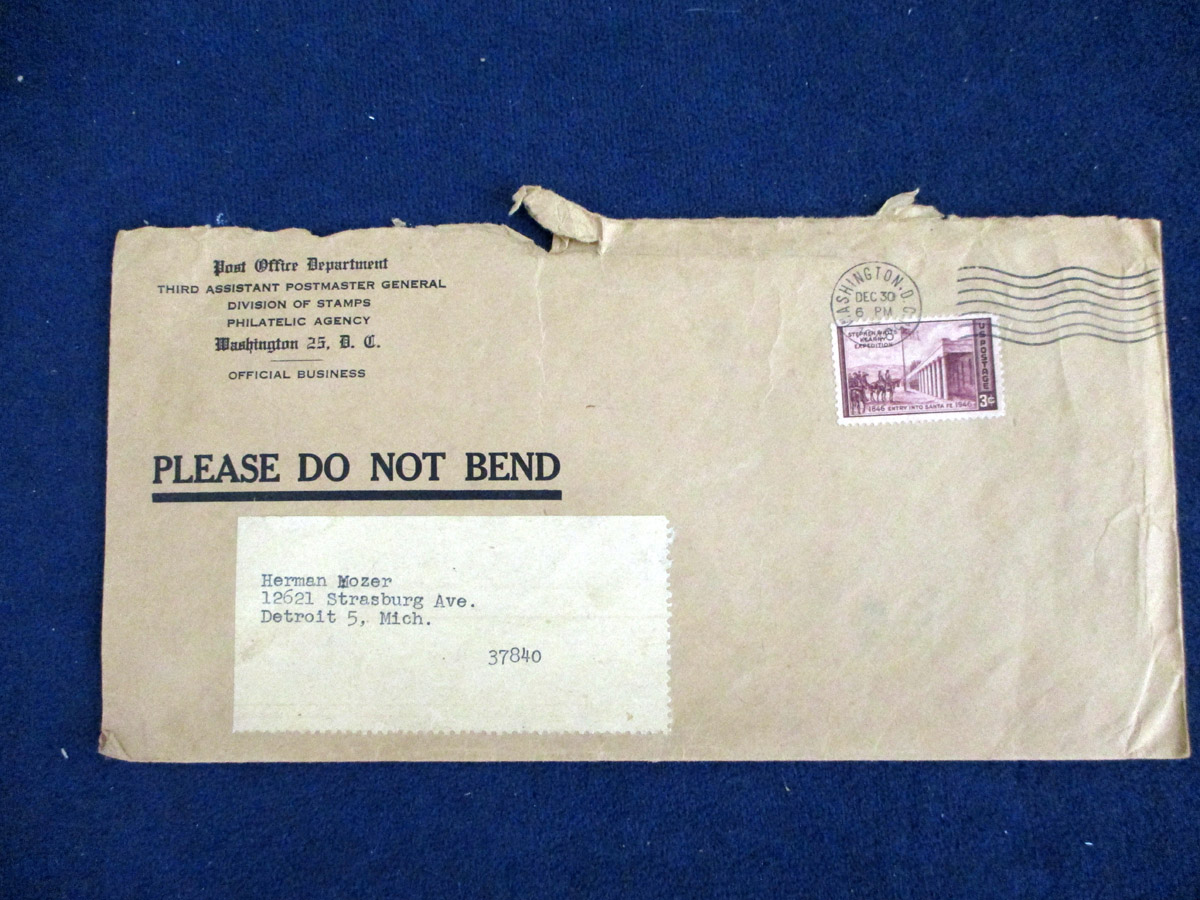 Post Office Department
THIRD ASSISTANT POSTMASTER GENERAL
DIVISION OF STAMPS
PHILATELIC AGENCY
Washington 25, D. C.
OFFICIAL BUSINESS
WASHINGTON, D. C.
DEC 30
6 PM
STEPHEN WATTS
KEARNY
EXPEDITION
U.S. POSTAGE
3¢
1846 ENTRY INTO SANTA FE 1946
PLEASE DO NOT BEND
Herman Mozer
12621 Strasburg Ave.
Detroit 5, Mich.
37840